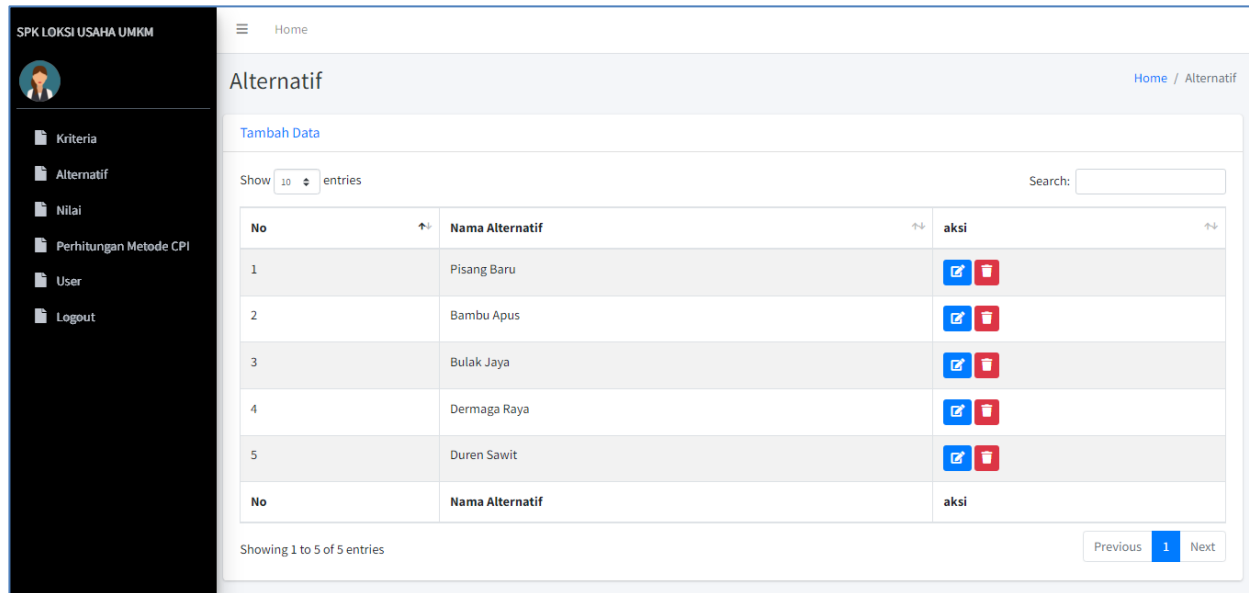 SPK LOKSI USAHA UMKM
Home
Alternatif
Home / Alternatif
Kriteria
Alternatif
Nilai
Perhitungan Metode CPI
User
Logout
Tambah Data
Show 10 entries
Search:
No Nama Alternatif aksi
1 Pisang Baru
2 Bambu Apus
3 Bulak Jaya
4 Dermaga Raya
5 Duren Sawit
No Nama Alternatif aksi
Showing 1 to 5 of 5 entries
Previous 1 Next